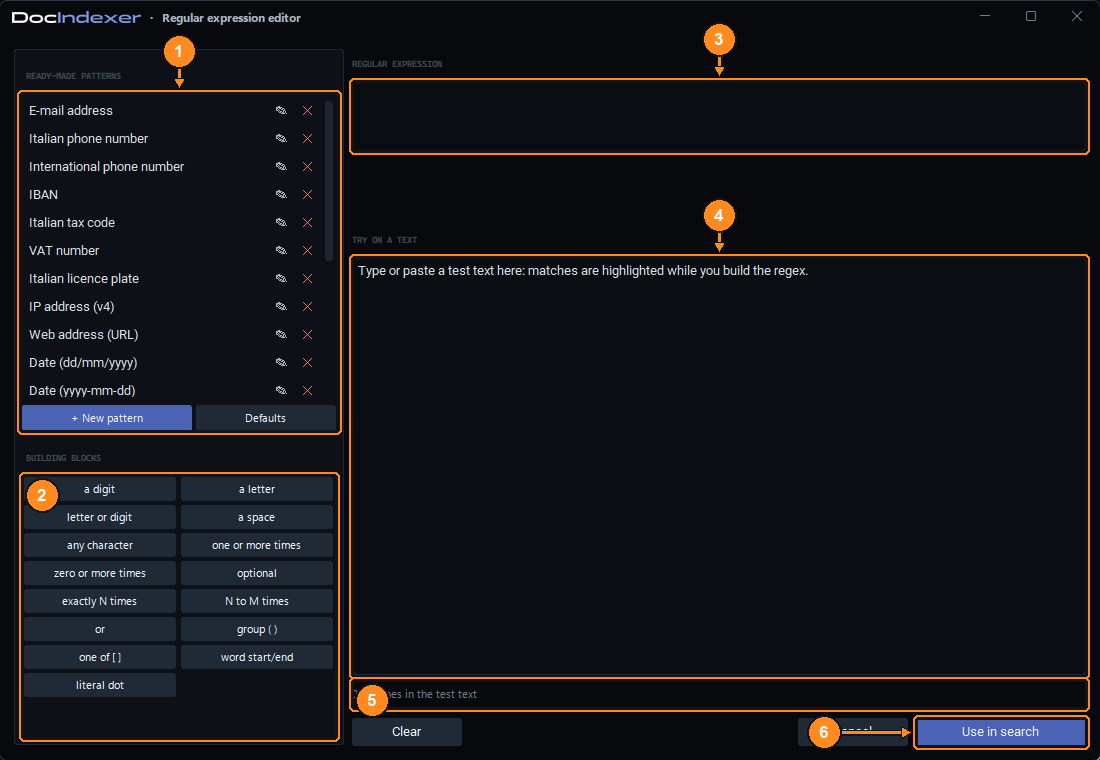 DocIndexer · Regular expression editor
1
3
READY-MADE PATTERNS
REGULAR EXPRESSION
E-mail address
Italian phone number
International phone number
IBAN
Italian tax code
VAT number
Italian licence plate
IP address (v4)
Web address (URL)
Date (dd/mm/yyyy)
Date (yyyy-mm-dd)
+ New pattern
Defaults
4
TRY ON A TEXT
Type or paste a test text here: matches are highlighted while you build the regex.
BUILDING BLOCKS
2
a digit
a letter
letter or digit
a space
any character
one or more times
zero or more times
optional
exactly N times
N to M times
or
group ( )
one of [ ]
word start/end
literal dot
5
in the test text
Clear
6
Use in search